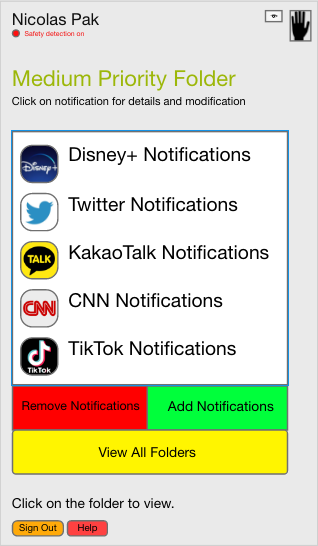 Nicolas Pak
Safety detection on
Medium Priority Folder
Click on notification for details and modification
Disney+
Disney+ Notifications
Twitter Notifications
TALK
KakaoTalk Notifications
CNN
CNN Notifications
TikTok
TikTok Notifications
Remove Notifications
Add Notifications
View All Folders
Click on the folder to view.
Sign Out
Help